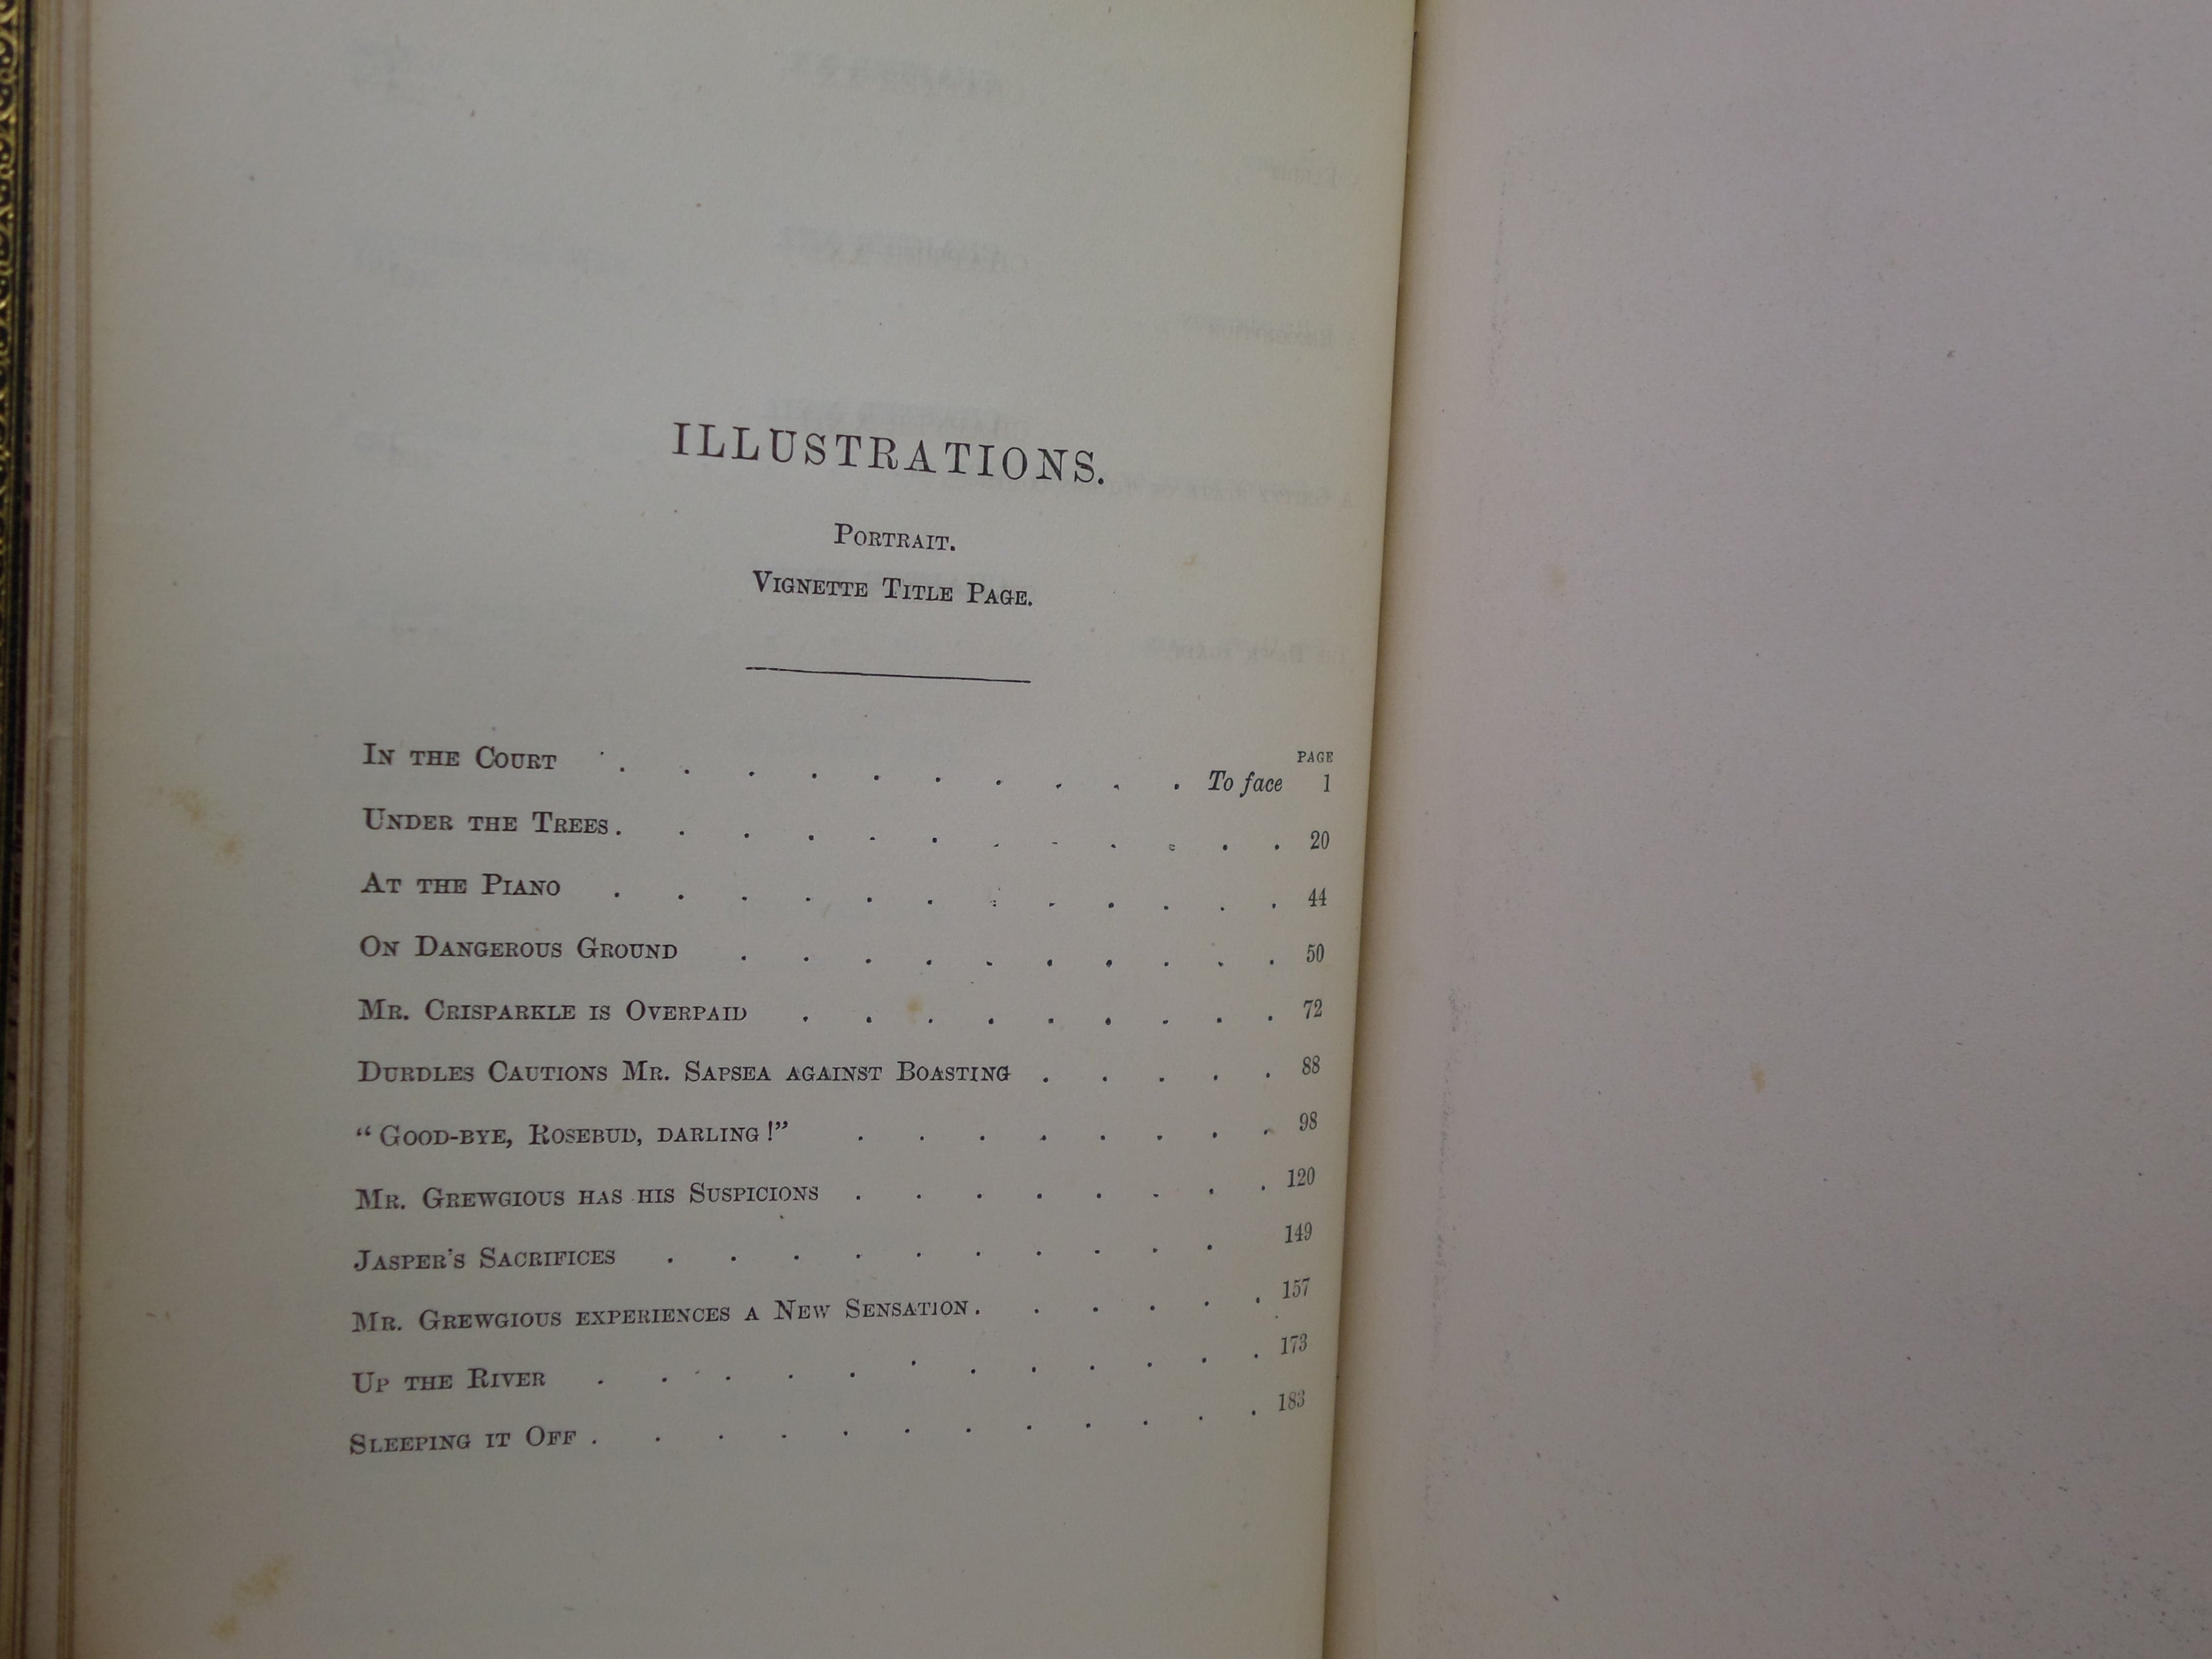 ILLUSTRATIONS.
PORTRAIT.
VIGNETTE TITLE PAGE.
PAGE
IN THE COURT . . . . . . . . . . To face 1
UNDER THE TREES . . . . . . . . . . . . 20
AT THE PIANO . . . . . . . . . . . . 44
ON DANGEROUS GROUND . . . . . . . . . . 50
MR. CRISPARKLE IS OVERPAID . . . . . . . . . 72
DURDLES CAUTIONS MR. SAPSEA AGAINST BOASTING . . . . . 88
“GOOD-BYE, ROSEBUD, DARLING!” . . . . . . . . 98
MR. GREWGIOUS HAS HIS SUSPICIONS . . . . . . . . 120
JASPER'S SACRIFICES . . . . . . . . . . 149
MR. GREWGIOUS EXPERIENCES A NEW SENSATION . . . . . . 157
UP THE RIVER . . . . . . . . . . . 173
SLEEPING IT OFF . . . . . . . . . . . . 183